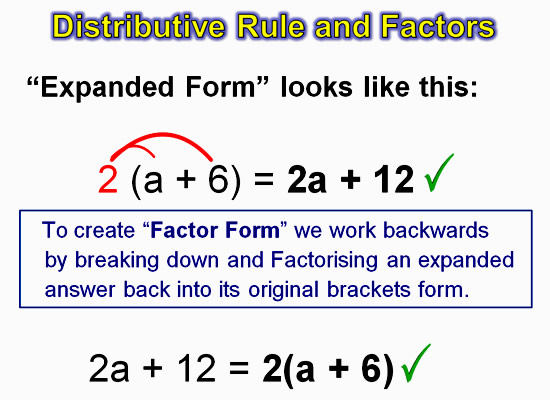 Distributive Rule and Factors
“Expanded Form” looks like this:
2 (a + 6) = 2a + 12 ✓
To create “Factor Form” we work backwards
by breaking down and Factorising an expanded
answer back into its original brackets form.
2a + 12 = 2(a + 6) ✓